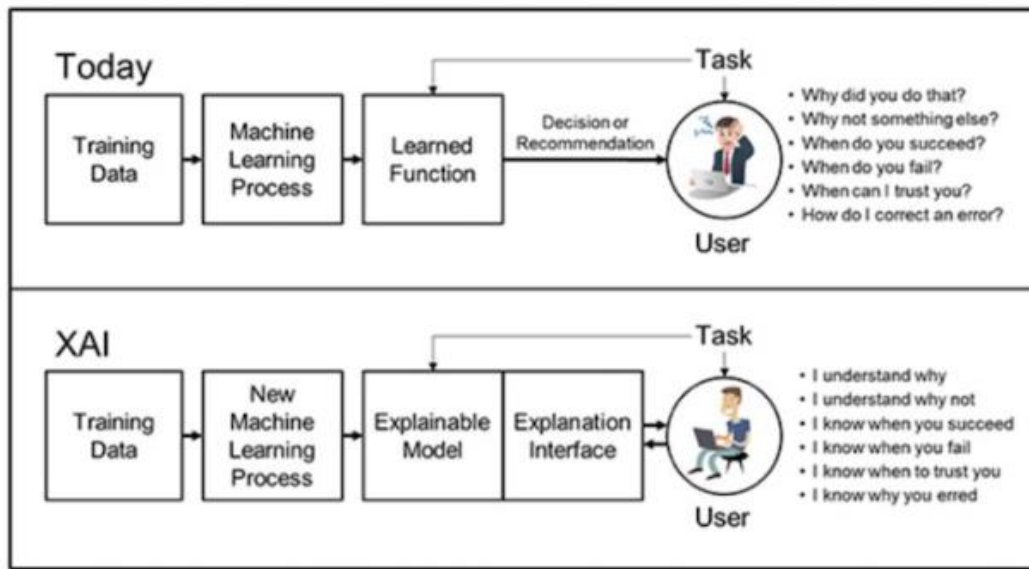 Today
Task
Training
Data
Machine
Learning
Process
Learned
Function
Decision or
Recommendation
User
• Why did you do that?
• Why not something else?
• When do you succeed?
• When do you fail?
• When can I trust you?
• How do I correct an error?
XAI
Task
Training
Data
New
Machine
Learning
Process
Explainable
Model
Explanation
Interface
User
• I understand why
• I understand why not
• I know when you succeed
• I know when you fail
• I know when to trust you
• I know why you erred